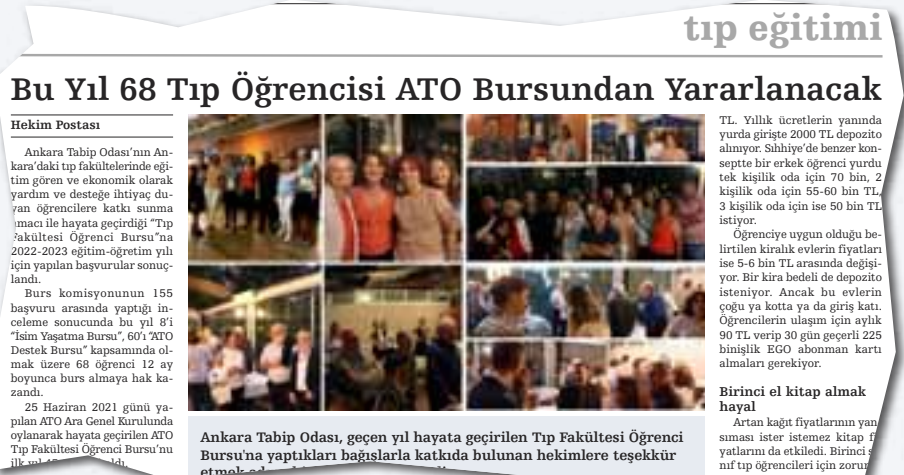 tıp eğitimi
Bu Yıl 68 Tıp Öğrencisi ATO Bursundan Yararlanacak
Hekim Postası
Ankara Tabip Odası’nın An-
kara’daki tıp fakültelerinde eği-
tim gören ve ekonomik olarak
yardım ve desteğe ihtiyaç du-
yan öğrencilere katkı sunma
amacı ile hayata geçirdiği “Tıp
Fakültesi Öğrenci Bursu”na
2022-2023 eğitim-öğretim yılı
için yapılan başvurular sonuç-
landı.
Burs komisyonunun 155
başvuru arasında yaptığı in-
celeme sonucunda bu yıl 8’i
“İsim Yaşatma Bursu”, 60’ı “ATO
Destek Bursu” kapsamında ol-
mak üzere 68 öğrenci 12 ay
boyunca burs almaya hak ka-
zandı.
25 Haziran 2021 günü ya-
pılan ATO Ara Genel Kurulunda
oylanarak hayata geçirilen ATO
Tıp Fakültesi Öğrenci Bursu’nu
ilk yıl
Ankara Tabip Odası, geçen yıl hayata geçirilen Tıp Fakültesi Öğrenci
Bursu'na yaptıkları bağışlarla katkıda bulunan hekimlere teşekkür
etmek
TL. Yıllık ücretlerin yanında
yurda girişte 2000 TL depozito
alınıyor. Sıhhiye’de benzer kon-
septte bir erkek öğrenci yurdu
tek kişilik oda için 70 bin, 2
kişilik oda için 55-60 bin TL,
3 kişilik oda için ise 50 bin TL
istiyor.
Öğrenciye uygun olduğu be-
lirtilen kiralık evlerin fiyatları
ise 5-6 bin TL arasında değişi-
yor. Bir kira bedeli de depozito
isteniyor. Ancak bu evlerin
çoğu ya kotta ya da giriş katı.
Öğrencilerin ulaşım için aylık
90 TL verip 30 gün geçerli 225
binişlik EGO abonman kartı
almaları gerekiyor.
Birinci el kitap almak
hayal
Artan kağıt fiyatlarının yan
sıması ister istemez kitap
yatlarını da etkiledi. Birinci
nıf tıp öğrencileri için